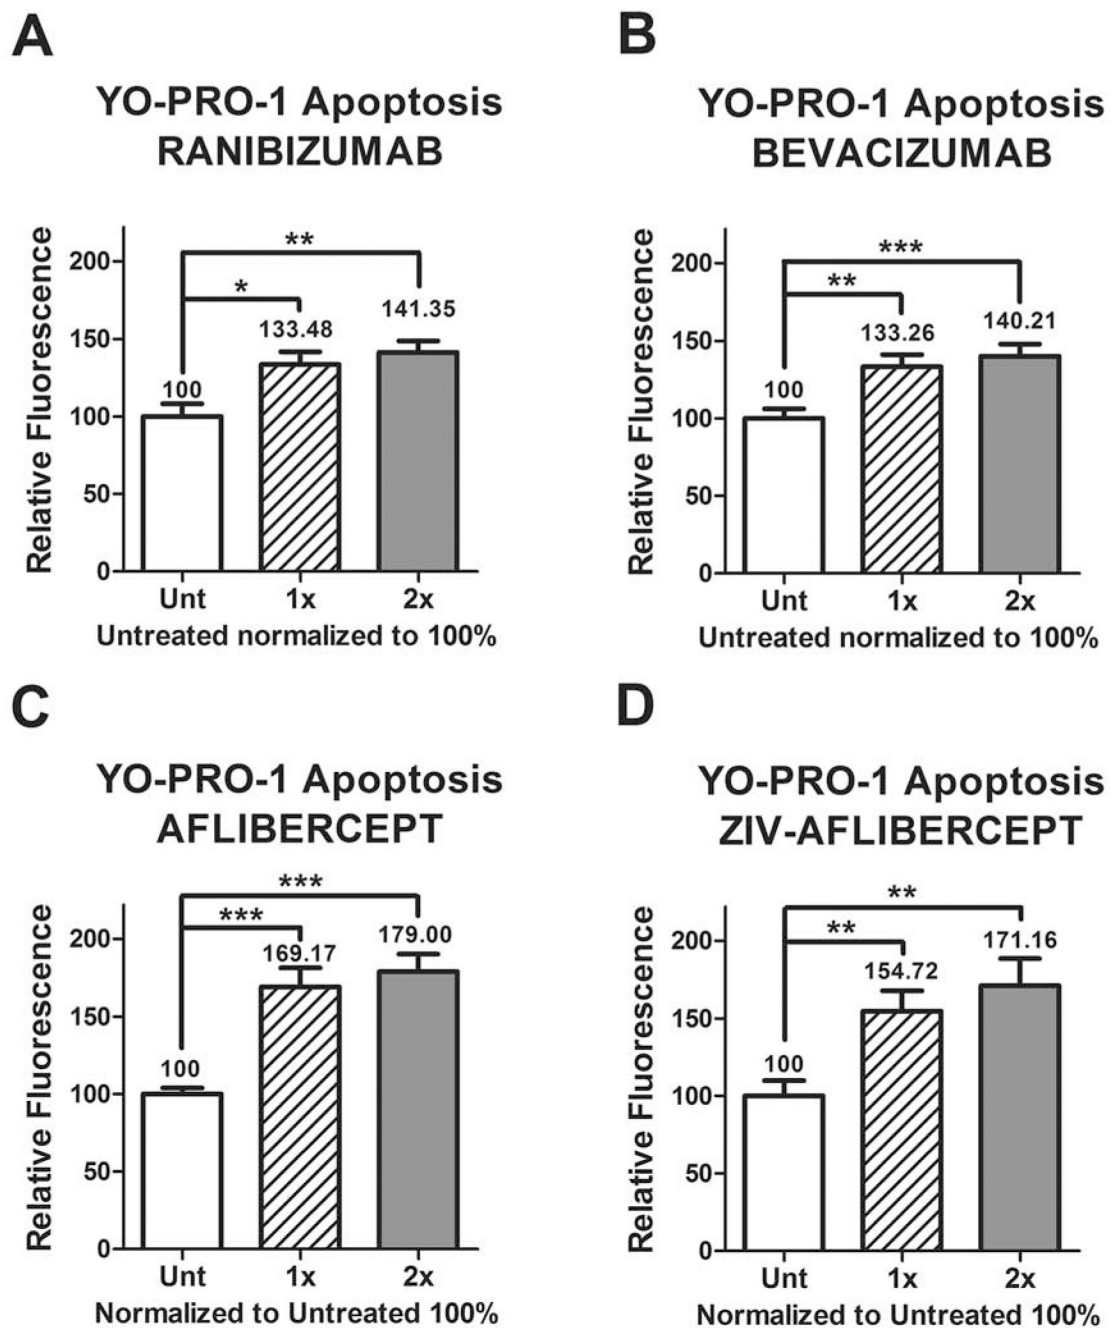 A
YO-PRO-1 Apoptosis
RANIBIZUMAB
Relative Fluorescence
200
150
100
50
0
**
*
100
133.48
141.35
Unt 1x 2x
Untreated normalized to 100%
B
YO-PRO-1 Apoptosis
BEVACIZUMAB
Relative Fluorescence
200
150
100
50
0
***
**
100
133.26
140.21
Unt 1x 2x
Untreated normalized to 100%
C
YO-PRO-1 Apoptosis
AFLIBERCEPT
Relative Fluorescence
200
150
100
50
0
***
***
100
169.17
179.00
Unt 1x 2x
Normalized to Untreated 100%
D
YO-PRO-1 Apoptosis
ZIV-AFLIBERCEPT
Relative Fluorescence
200
150
100
50
0
**
**
100
154.72
171.16
Unt 1x 2x
Normalized to Untreated 100%